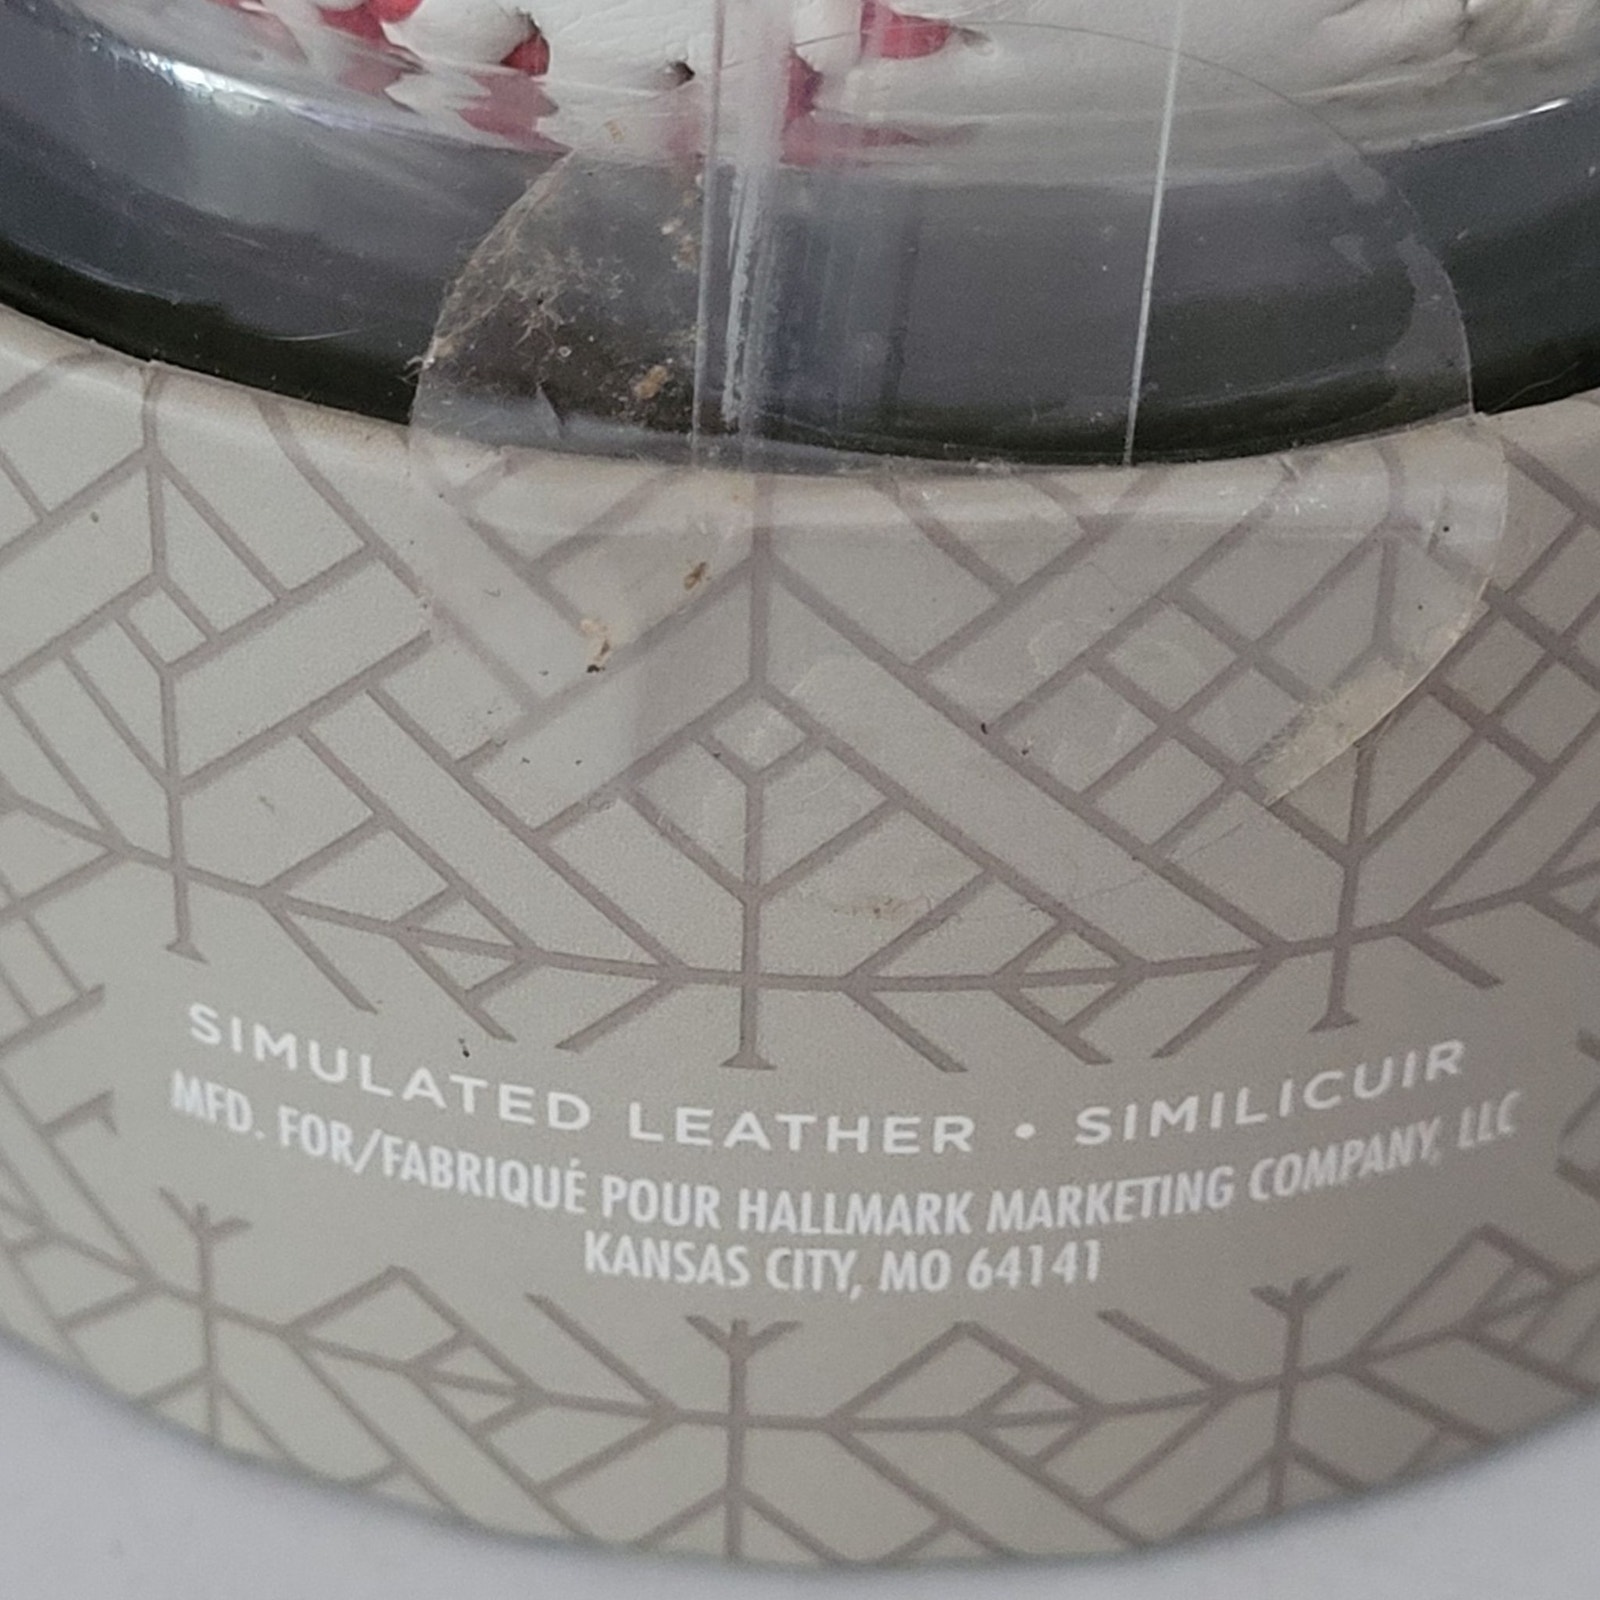 SIMULATED LEATHER • SIMILICUIR
MFD. FOR/FABRIQUÉ POUR HALLMARK MARKETING COMPANY, LLC
KANSAS CITY, MO 64141